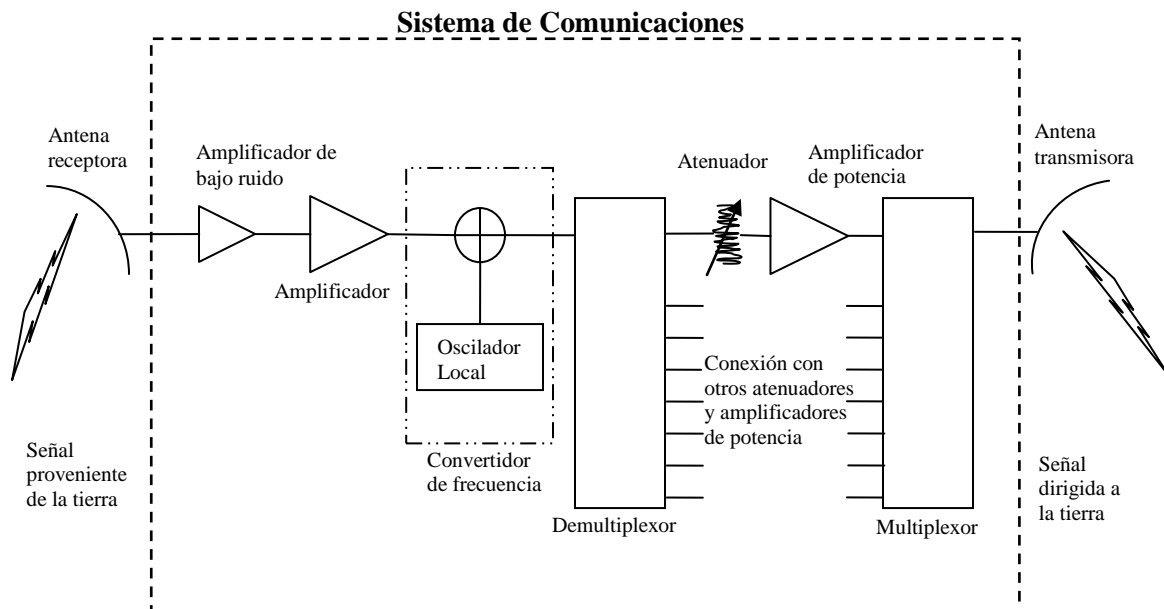 Sistema de Comunicaciones
Antena
receptora
Amplificador de
bajo ruido
Amplificador
Oscilador
Local
Convertidor
de frecuencia
Demultiplexor
Atenuador
Amplificador
de potencia
Conexión con
otros atenuadores
y amplificadores
de potencia
Multiplexor
Antena
transmisora
Señal
proveniente
de la tierra
Señal
dirigida a
la tierra